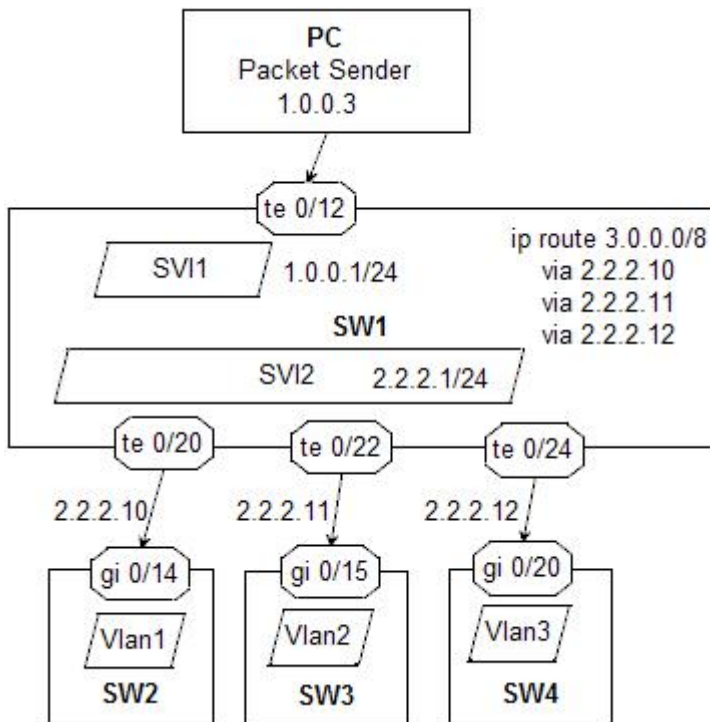 PC
Packet Sender
1.0.0.3
te 0/12
ip route 3.0.0.0/8
via 2.2.2.10
via 2.2.2.11
via 2.2.2.12
SVI1
1.0.0.1/24
SW1
SVI2
2.2.2.1/24
te 0/20
te 0/22
te 0/24
2.2.2.10
2.2.2.11
2.2.2.12
gi 0/14
gi 0/15
gi 0/20
Vlan1
Vlan2
Vlan3
SW2
SW3
SW4